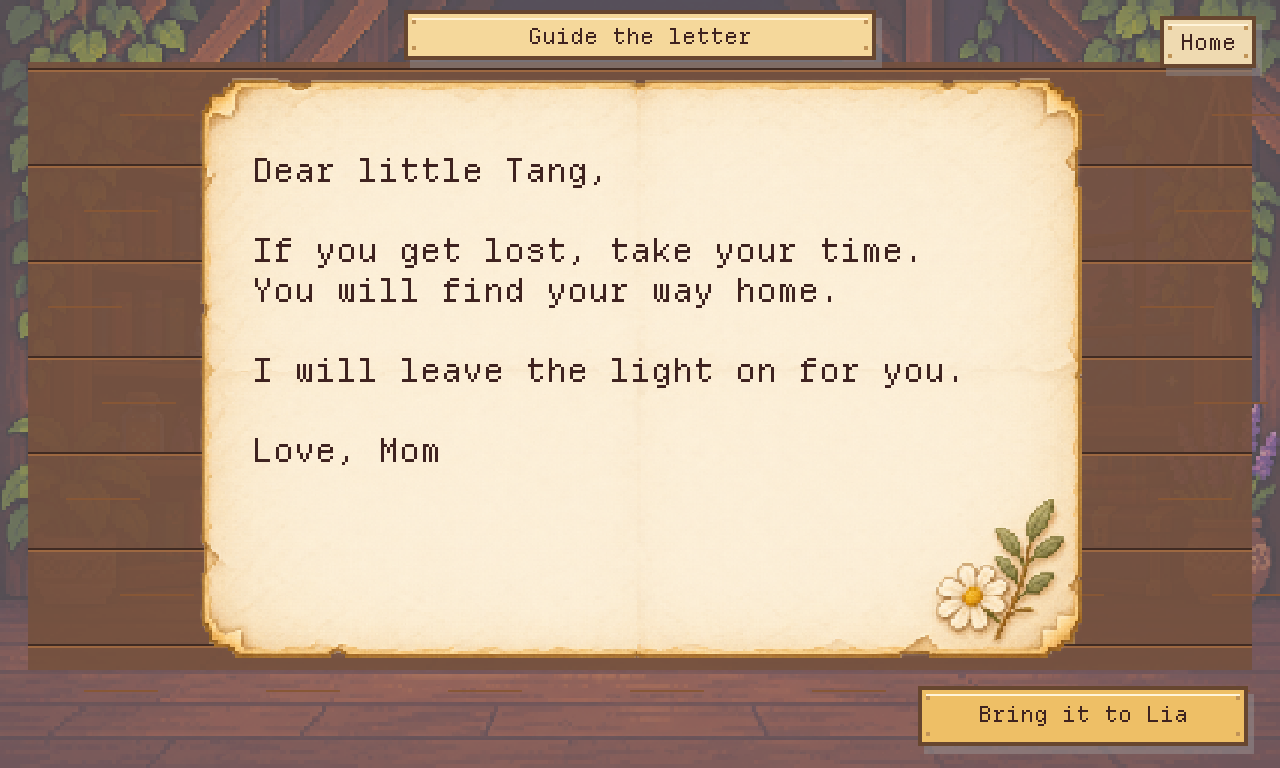 Guide the letter
Home
Dear little Tang,
If you get lost, take your time.
You will find your way home.
I will leave the light on for you.
Love, Mom
Bring it to Lia